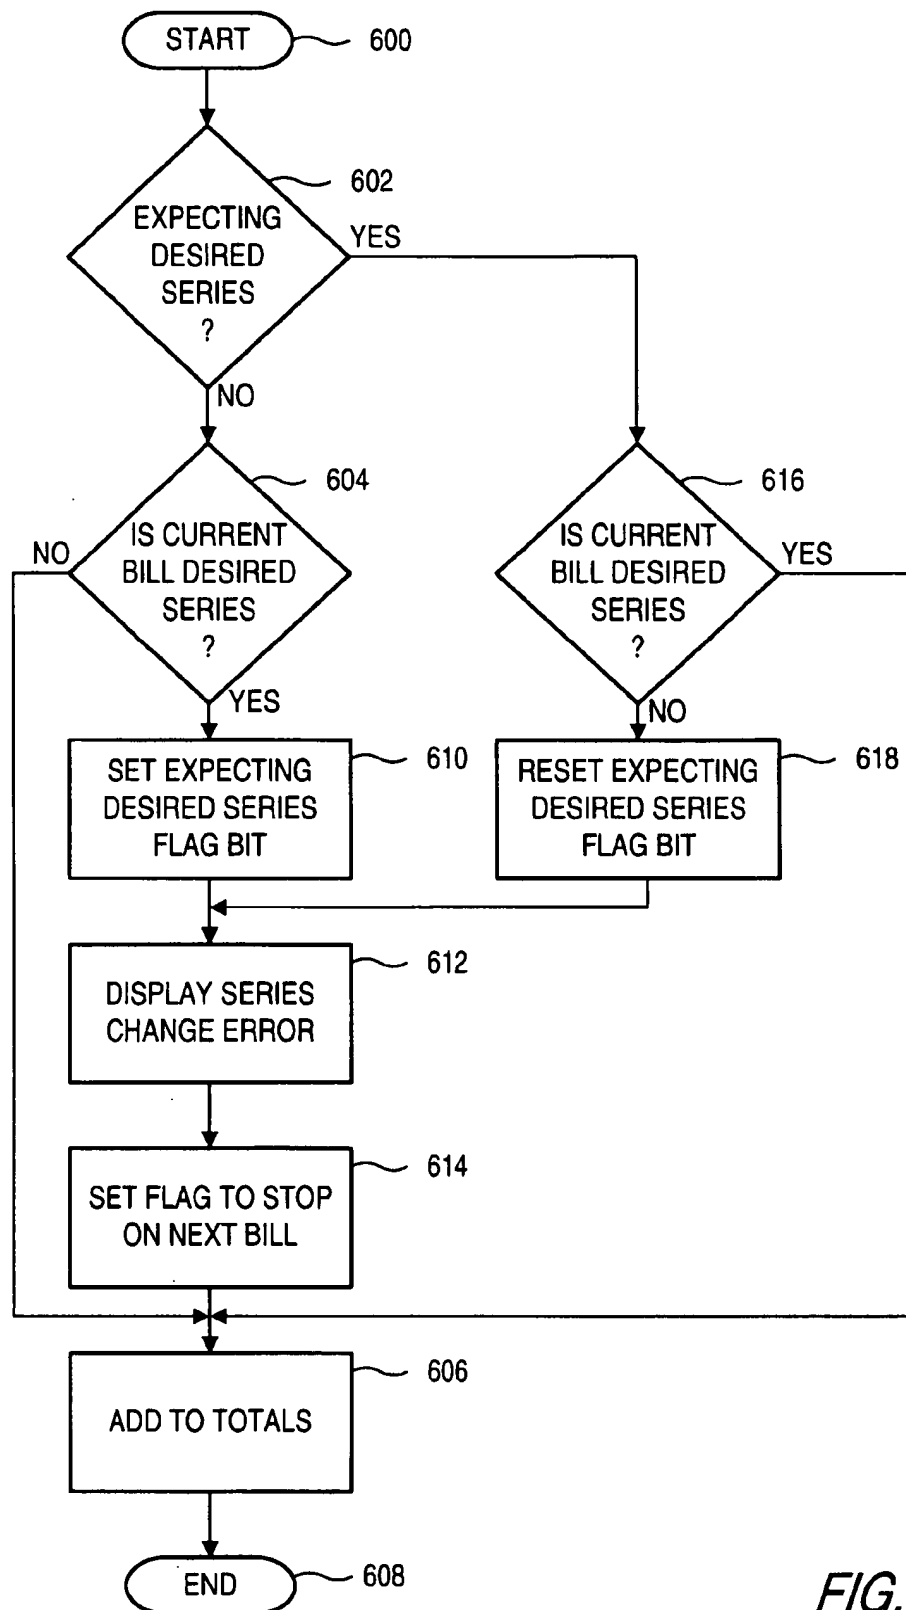 START
600
602
EXPECTING
DESIRED
SERIES
?
YES
NO
604
616
NO
IS CURRENT
BILL DESIRED
SERIES
?
IS CURRENT
BILL DESIRED
SERIES
?
YES
YES
NO
SET EXPECTING
DESIRED SERIES
FLAG BIT
610
RESET EXPECTING
DESIRED SERIES
FLAG BIT
618
DISPLAY SERIES
CHANGE ERROR
612
SET FLAG TO STOP
ON NEXT BILL
614
ADD TO TOTALS
606
END
608
FIG.